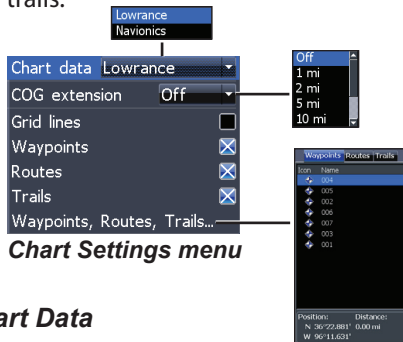 trails.
Lowrance
Navionics
Chart data Lowrance
COG extension Off
Grid lines
Waypoints
Routes
Trails
Waypoints, Routes, Trails...
Off
1 mi
2 mi
5 mi
10 mi
Waypoints Routes Trails
Icon Name
004
005
002
006
007
003
001
Position: Distance:
N 36°22.881' 0.00 mi
W 96°11.631'
Chart Settings menu
art Data